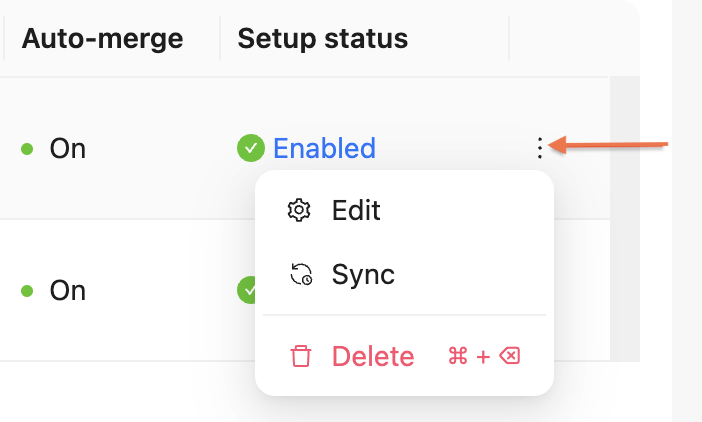 Auto-merge Setup status
On Enabled
Edit
Sync
On
Delete ⌘ + ⌫